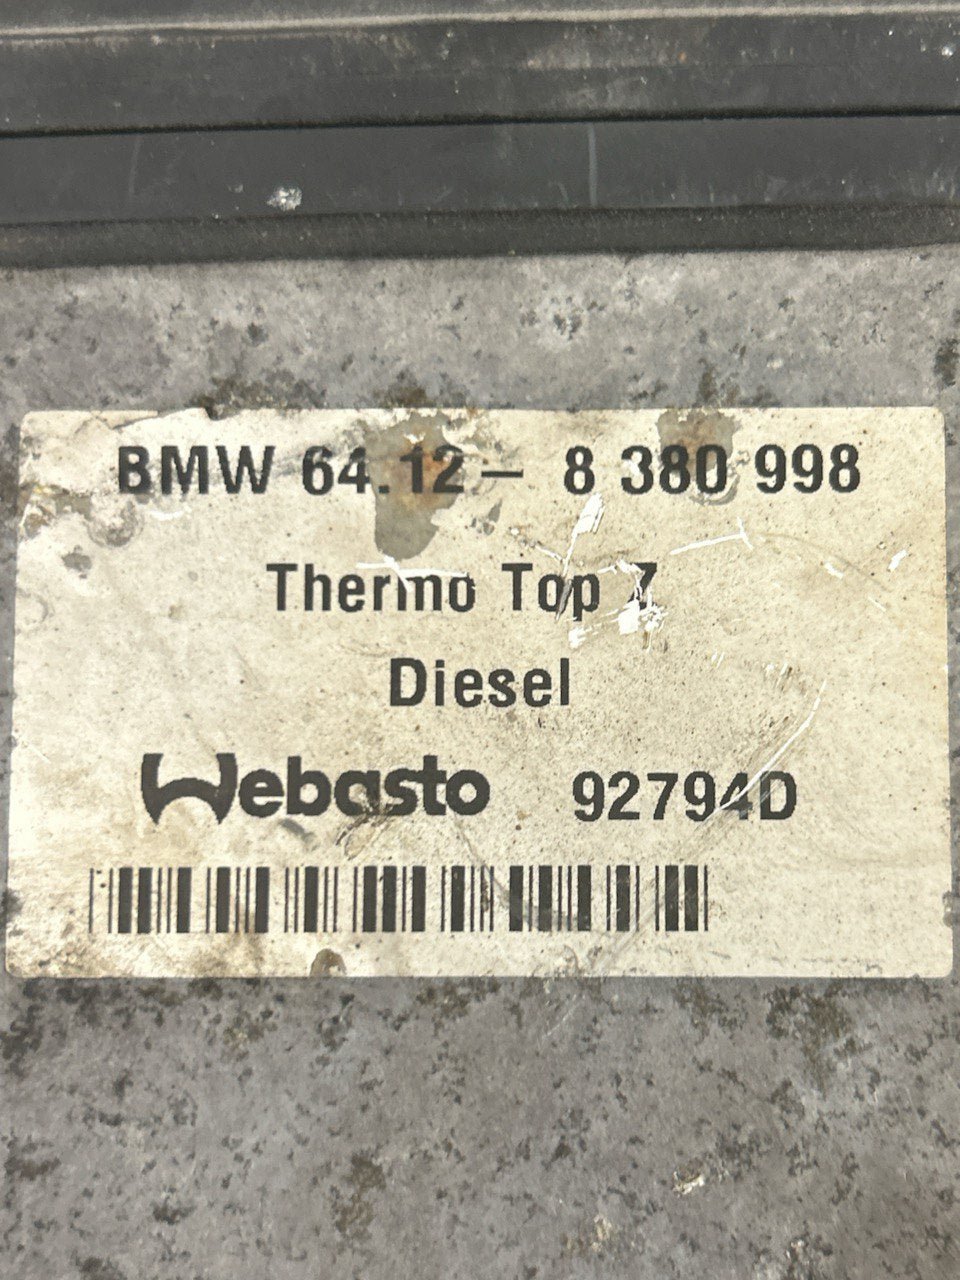 BMW 64.12 – 8 380 998
Thermo Top Z
Diesel
Webasto 92794D